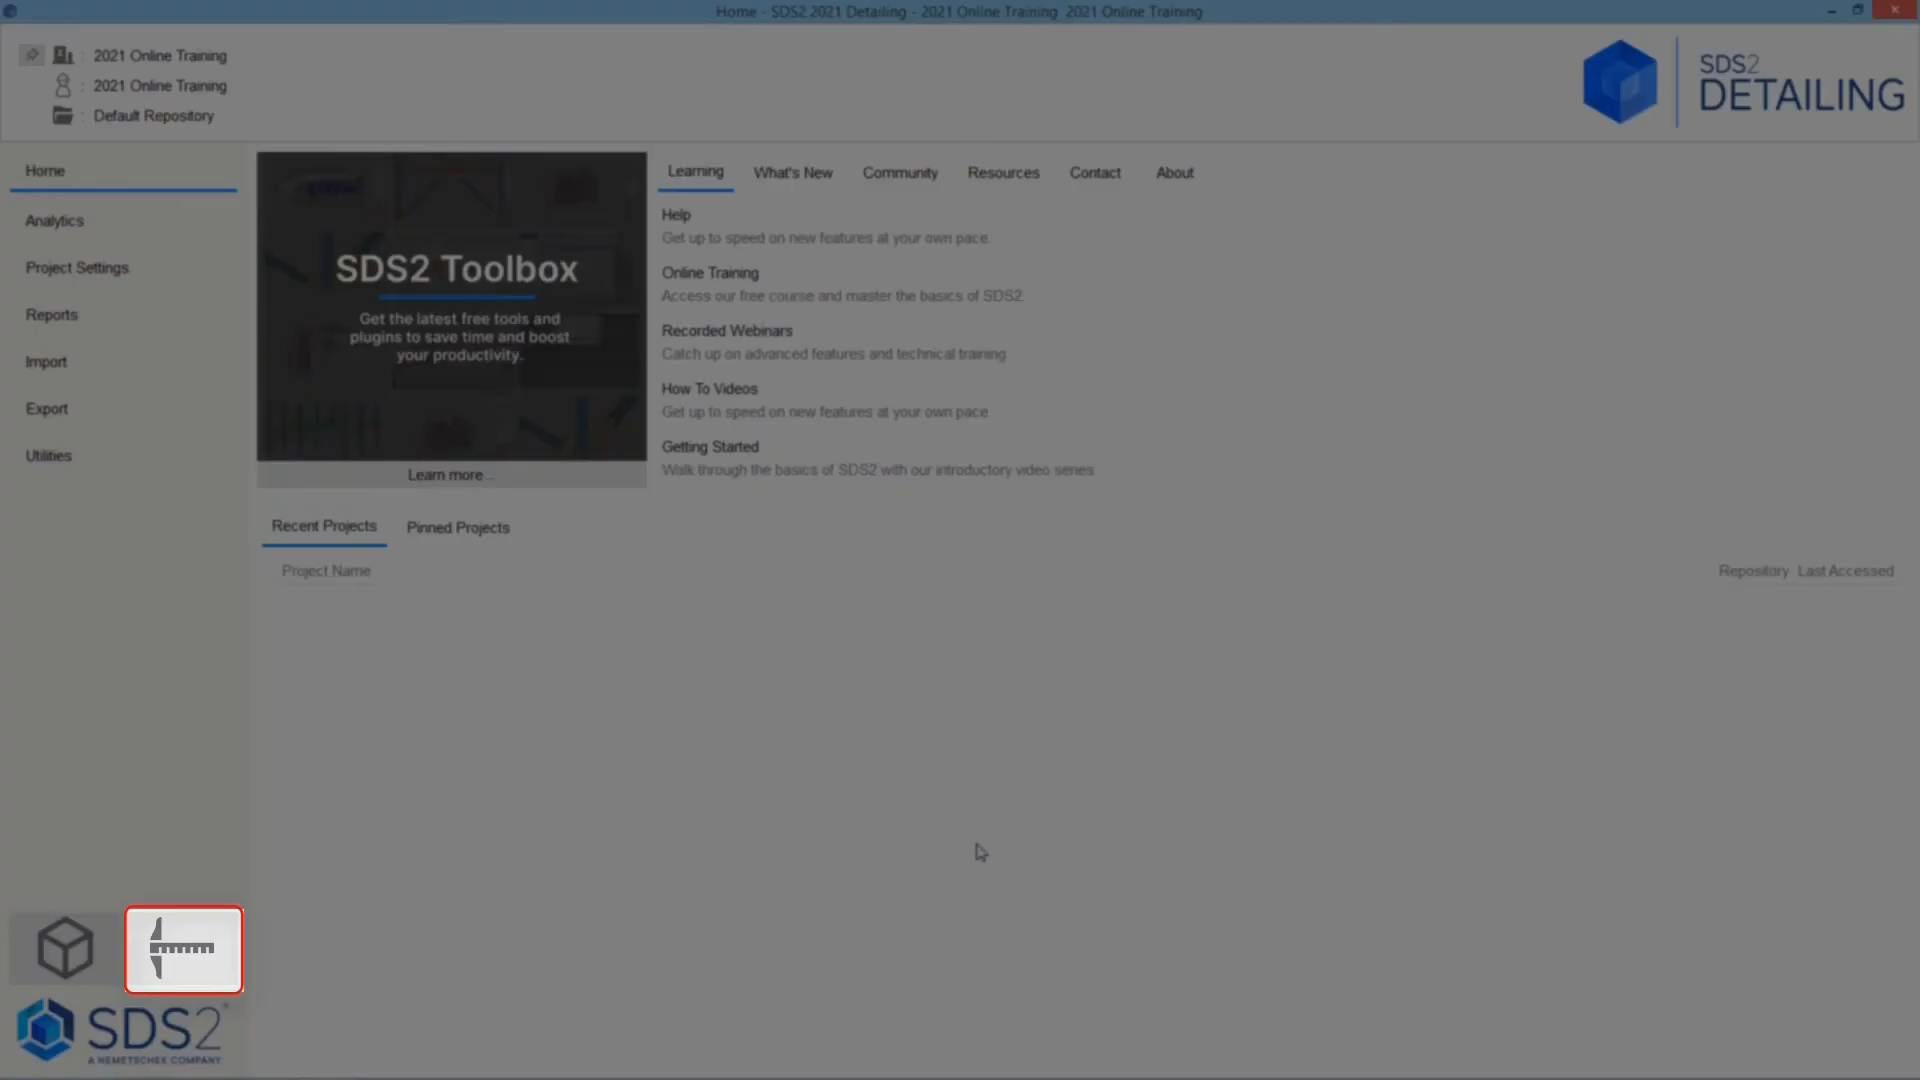 Home - SDS2 2021 Detailing - 2021 Online Training 2021 Online Training
: 2021 Online Training
: 2021 Online Training
: Default Repository
SDS2
DETAILING
Home
Analytics
Project Settings
Reports
Import
Export
Utilities
SDS2 Toolbox
Get the latest free tools and
plugins to save time and boost
your productivity.
Learn more...
Learning What's New Community Resources Contact About
Help
Get up to speed on new features at your own pace.
Online Training
Access our free course and master the basics of SDS2.
Recorded Webinars
Catch up on advanced features and technical training
How To Videos
Get up to speed on new features at your own pace
Getting Started
Walk through the basics of SDS2 with our introductory video series
Recent Projects Pinned Projects
Project Name Repository Last Accessed
SDS2
A NEMETSCHEK COMPANY